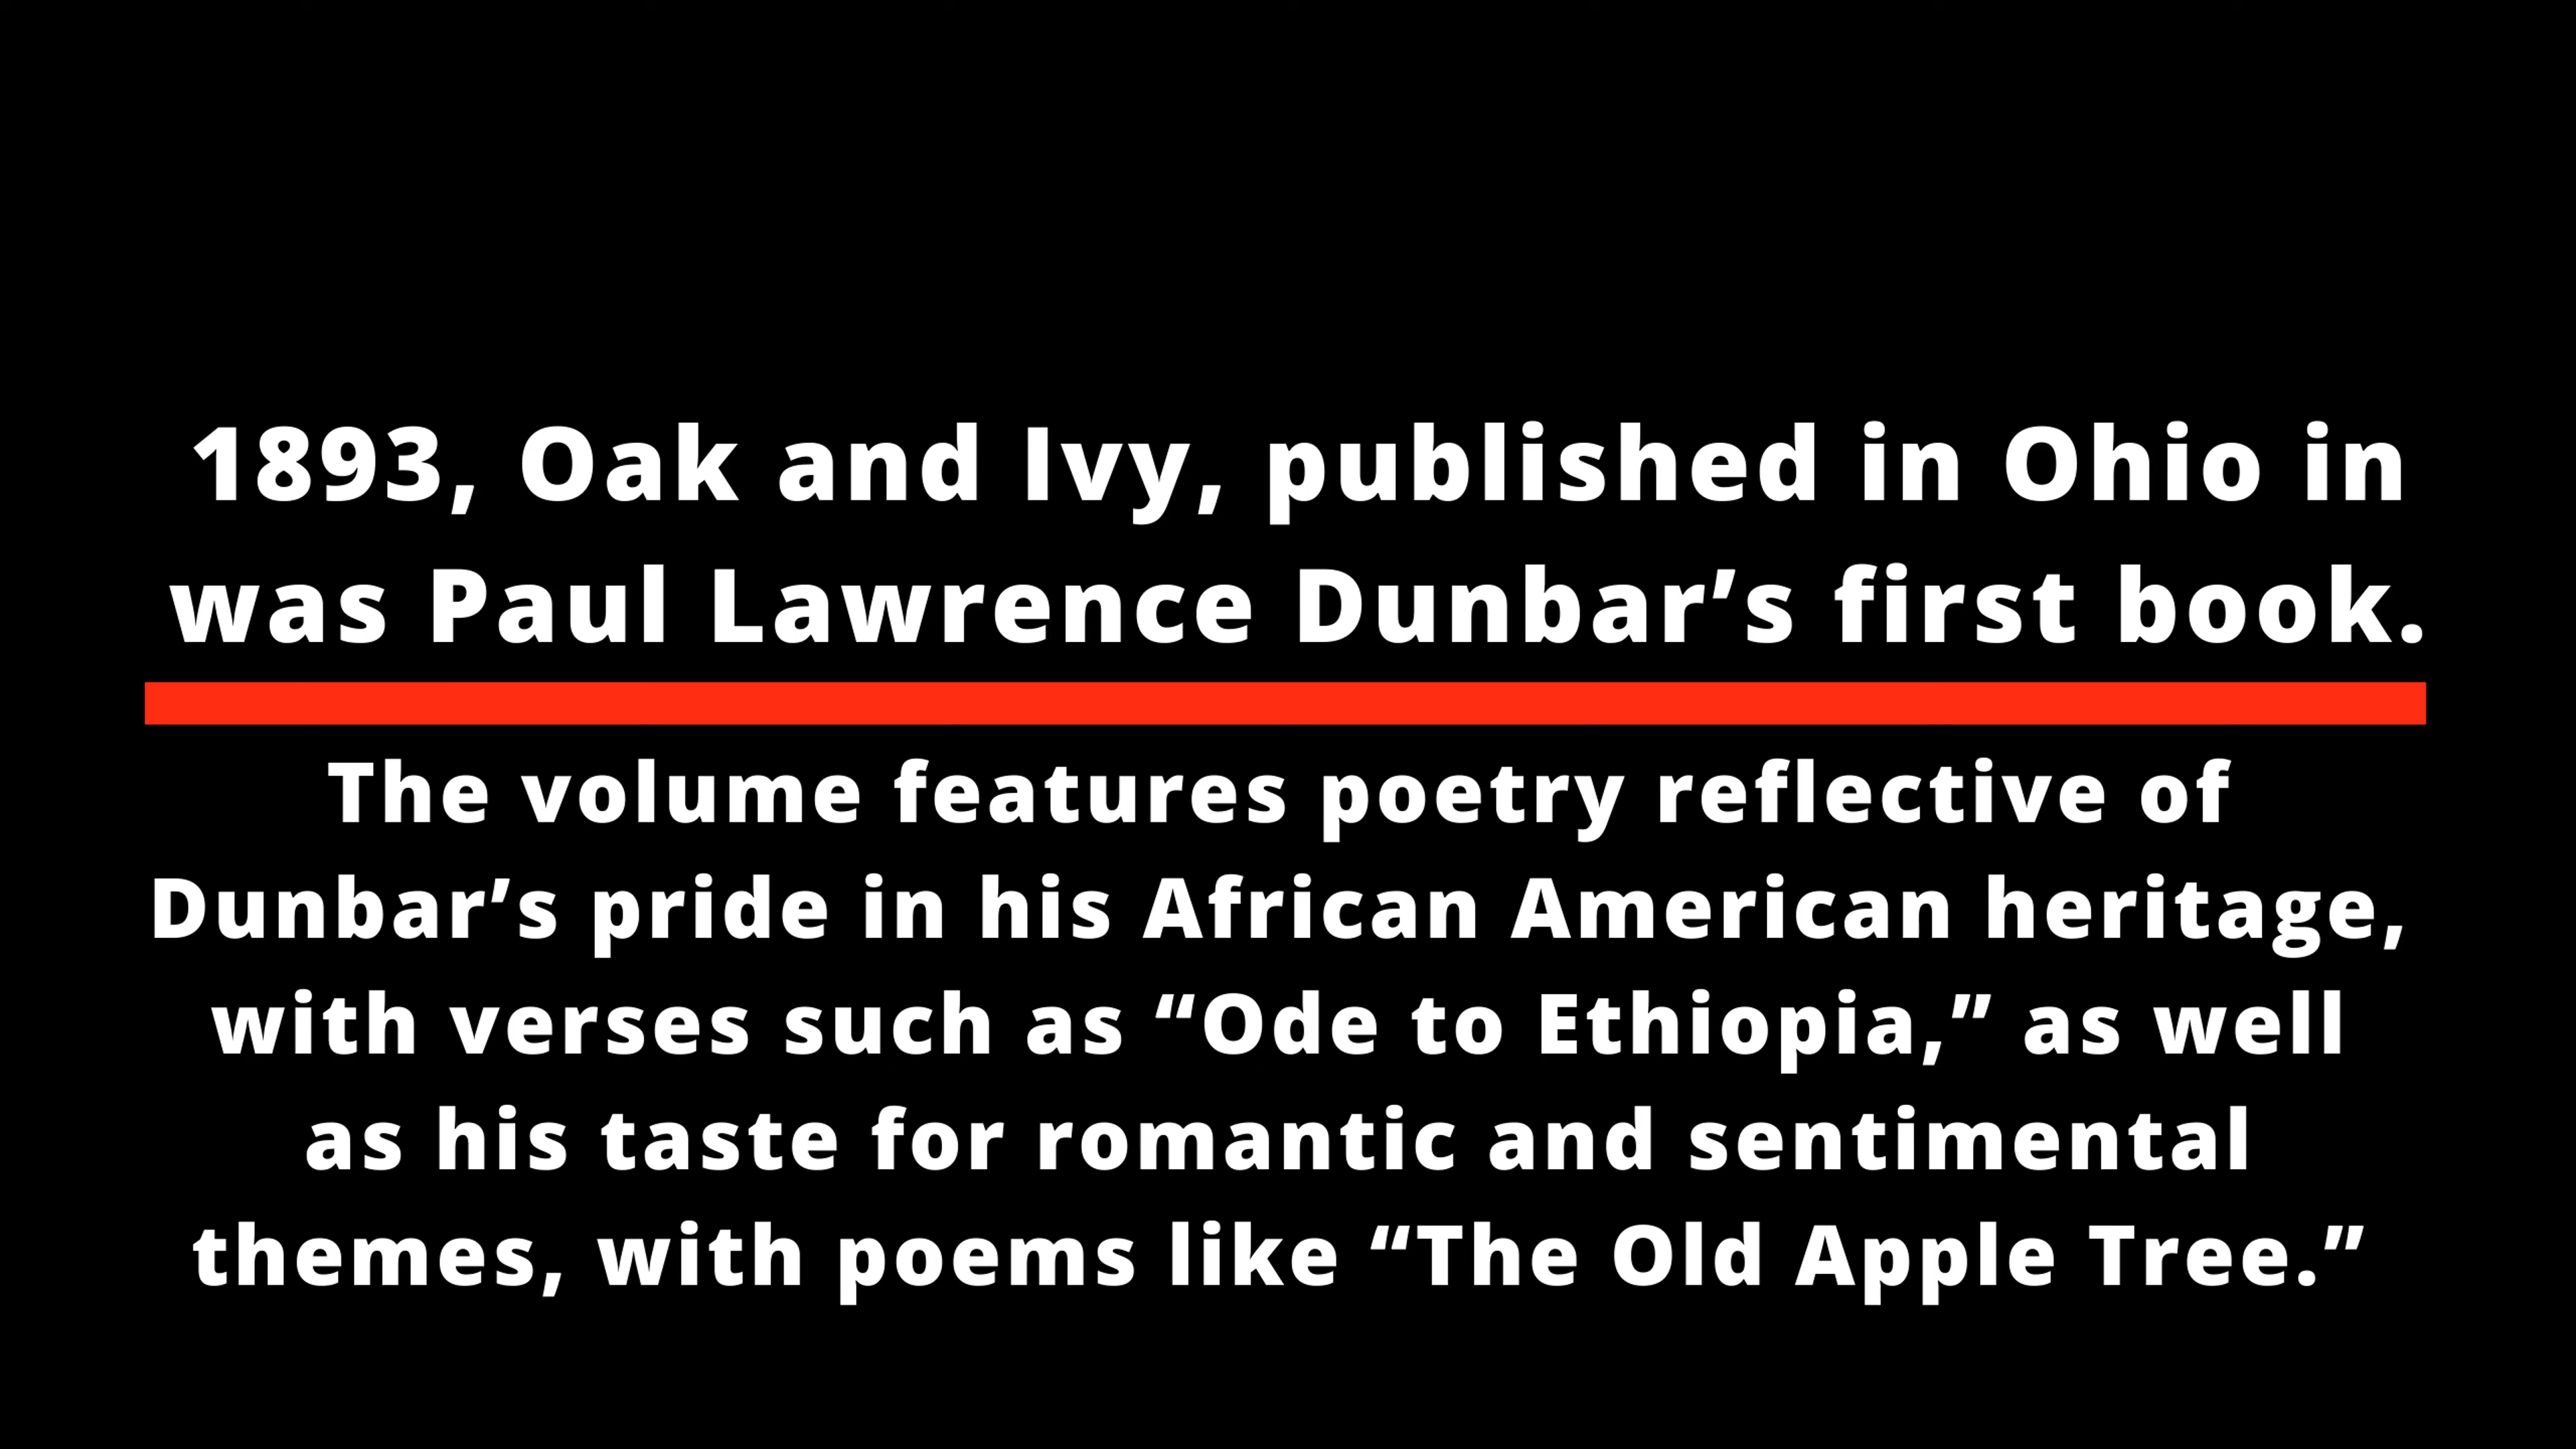 1893, Oak and Ivy, published in Ohio in
was Paul Lawrence Dunbar’s first book.
The volume features poetry reflective of
Dunbar’s pride in his African American heritage,
with verses such as “Ode to Ethiopia,” as well
as his taste for romantic and sentimental
themes, with poems like “The Old Apple Tree.”